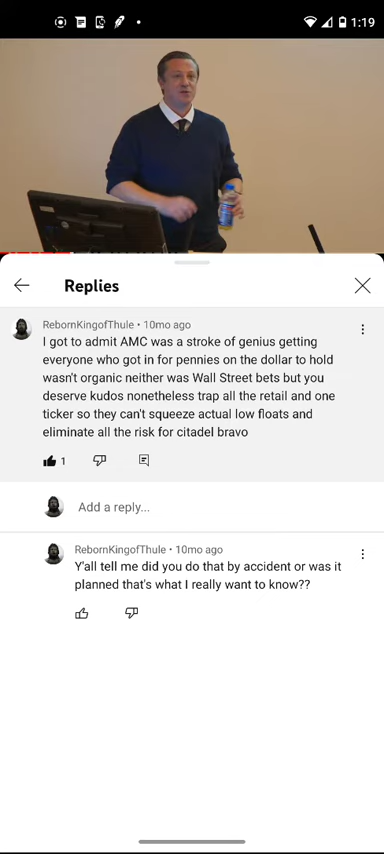 1:19
Replies
RebornKingofThule • 10mo ago
I got to admit AMC was a stroke of genius getting
everyone who got in for pennies on the dollar to hold
wasn't organic neither was Wall Street bets but you
deserve kudos nonetheless trap all the retail and one
ticker so they can't squeeze actual low floats and
eliminate all the risk for citadel bravo
1
Add a reply...
RebornKingofThule • 10mo ago
Y'all tell me did you do that by accident or was it
planned that's what I really want to know??